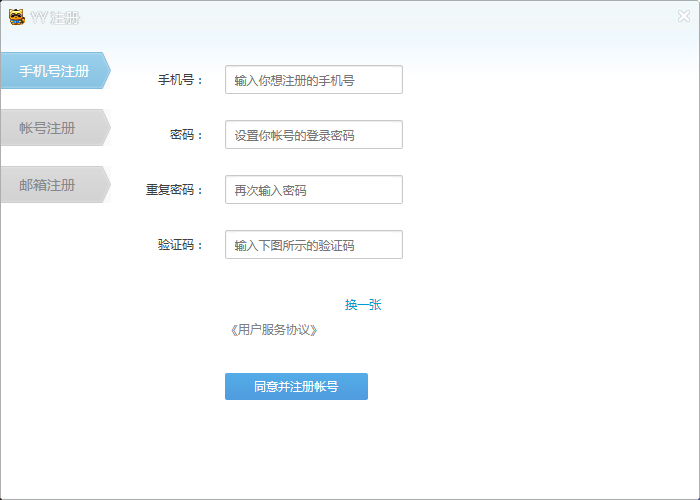 YY 注册
手机号注册
帐号注册
邮箱注册
手机号：
输入你想注册的手机号
密码：
设置你帐号的登录密码
重复密码：
再次输入密码
验证码：
输入下图所示的验证码
换一张
《用户服务协议》
同意并注册帐号